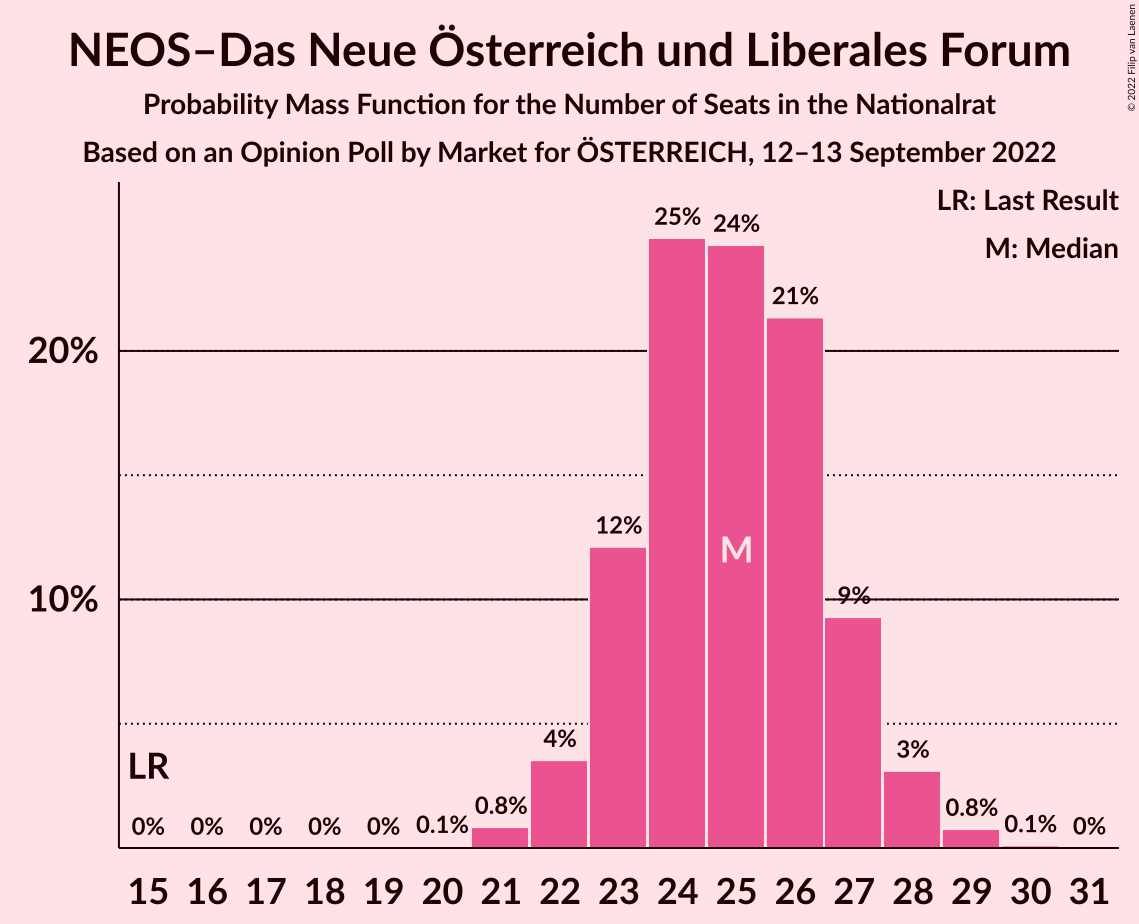 NEOS–Das Neue Österreich und Liberales Forum
Probability Mass Function for the Number of Seats in the Nationalrat
Based on an Opinion Poll by Market for ÖSTERREICH, 12–13 September 2022
© 2022 Filip van Laenen
LR: Last Result
M: Median
25%
24%
21%
20%
12%
M
10%
9%
4%
3%
LR
0%
0%
0%
0%
0%
0.1%
0.8%
0.8%
0.1%
0%
15 16 17 18 19 20 21 22 23 24 25 26 27 28 29 30 31